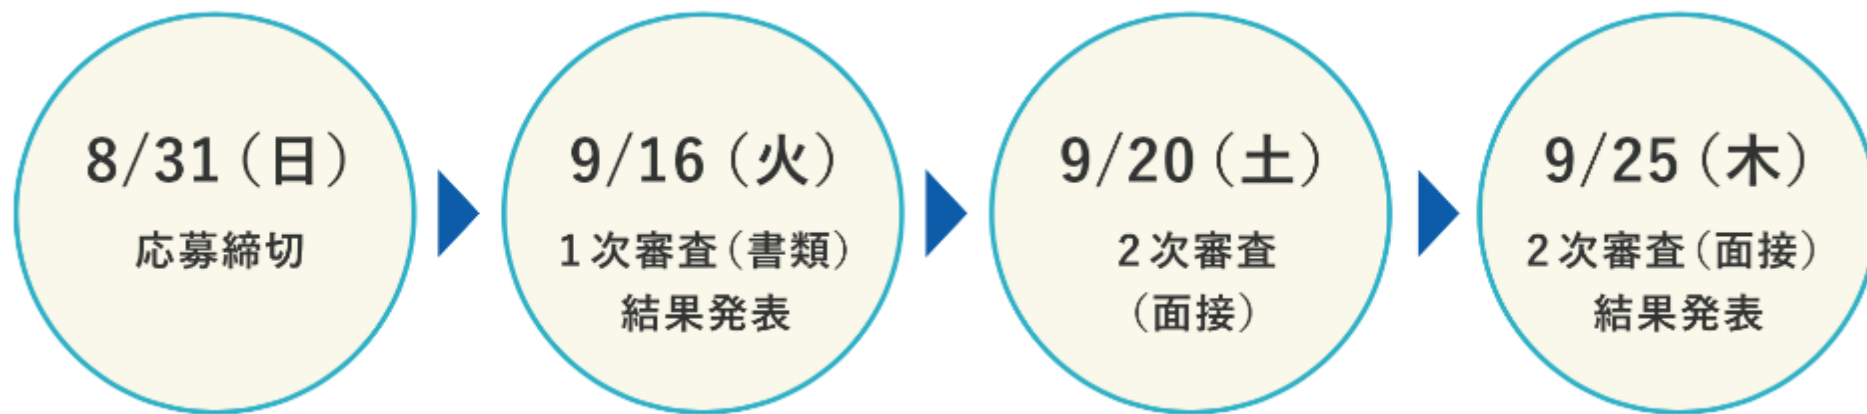 8/31（日）
応募締切
9/16（火）
1次審査（書類）
結果発表
9/20（土）
2次審査
（面接）
9/25（木）
2次審査（面接）
結果発表